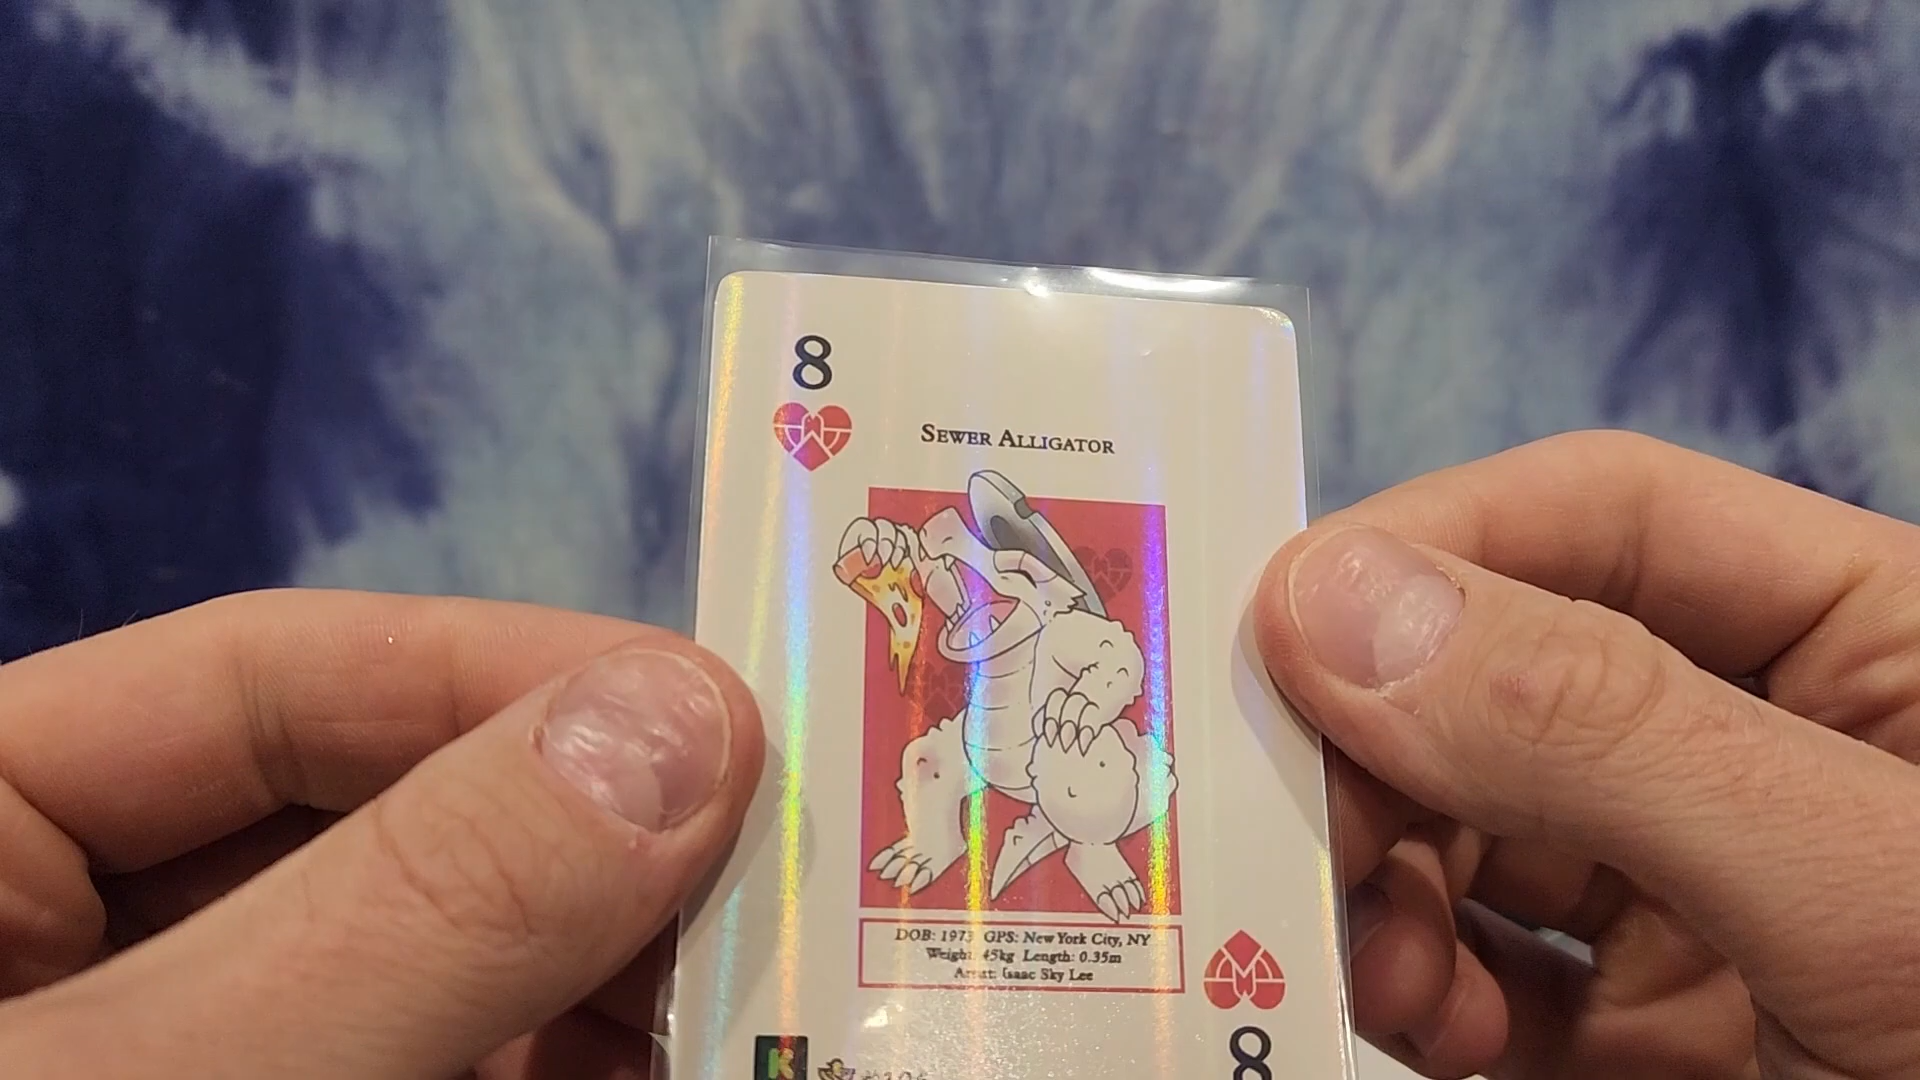 8
SEWER ALLIGATOR
DOB: 1973 GPS: New York City, NY
Weight: 45kg Length: 0.35m
Artist: Isaac Sky Lee
K
8